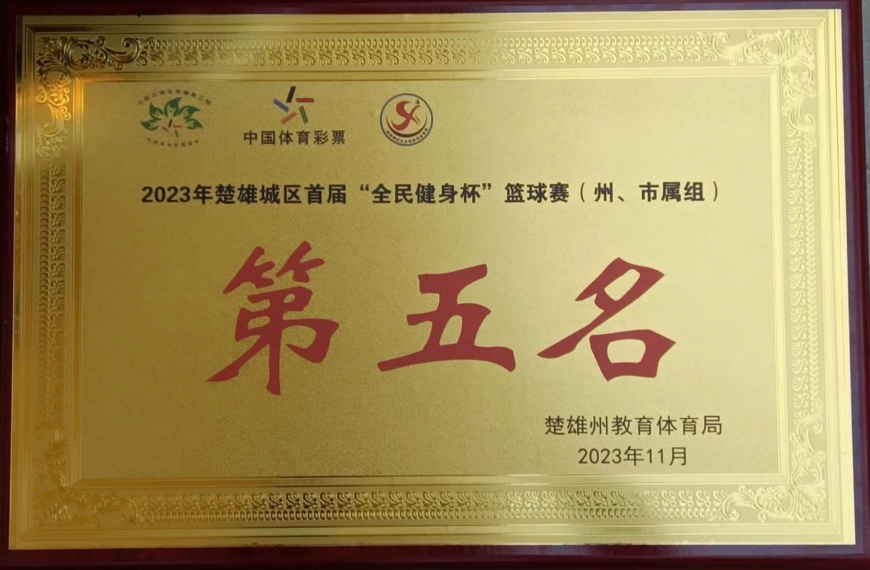 中国体育彩票
2023年楚雄城区首届“全民健身杯”篮球赛（州、市属组）
第五名
楚雄州教育体育局
2023年11月